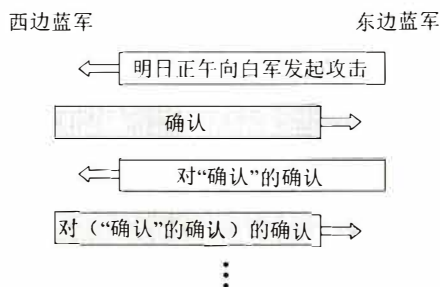 西边蓝军
东边蓝军
明日正午向白军发起攻击
确认
对“确认”的确认
对（“确认”的确认）的确认